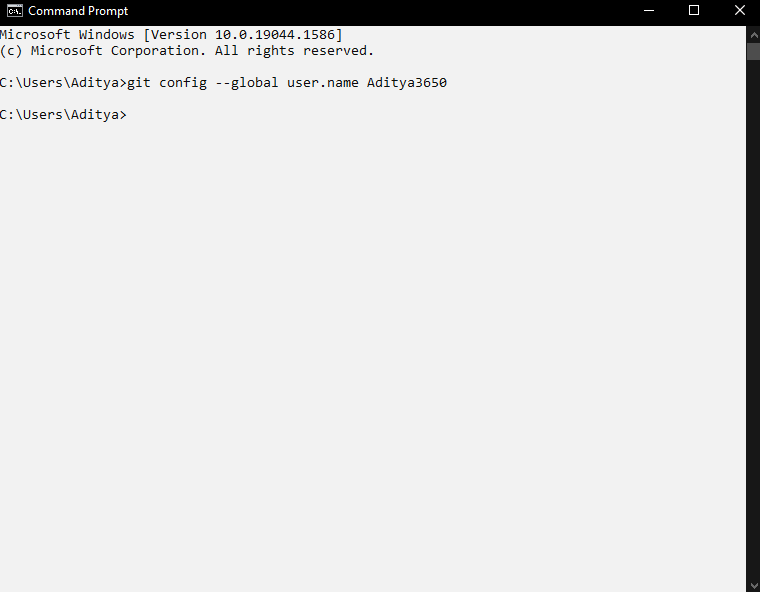 Command Prompt
Microsoft Windows [Version 10.0.19044.1586]
(c) Microsoft Corporation. All rights reserved.
C:\Users\Aditya>git config --global user.name Aditya3650
C:\Users\Aditya>